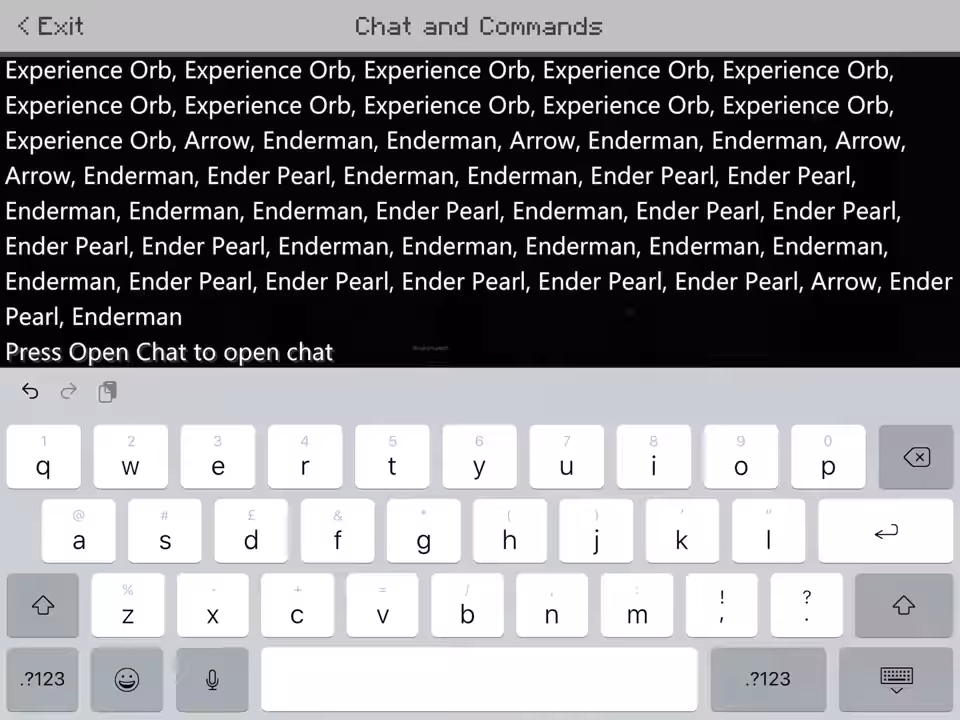 < Exit
Chat and Commands
Experience Orb, Experience Orb, Experience Orb, Experience Orb, Experience Orb,
Experience Orb, Experience Orb, Experience Orb, Experience Orb, Experience Orb,
Experience Orb, Arrow, Enderman, Enderman, Arrow, Enderman, Enderman, Arrow,
Arrow, Enderman, Ender Pearl, Enderman, Enderman, Ender Pearl, Ender Pearl,
Enderman, Enderman, Enderman, Ender Pearl, Enderman, Ender Pearl, Ender Pearl,
Ender Pearl, Ender Pearl, Enderman, Enderman, Enderman, Enderman, Enderman,
Enderman, Ender Pearl, Ender Pearl, Ender Pearl, Ender Pearl, Ender Pearl, Arrow, Ender
Pearl, Enderman
Press Open Chat to open chat
1 2 3 4 5 6 7 8 9 0
q w e r t y u i o p
@ # £ & * ( ) ' "
a s d f g h j k l
% - + = / ; : ! ?
z x c v b n m , .
.?123 .?123